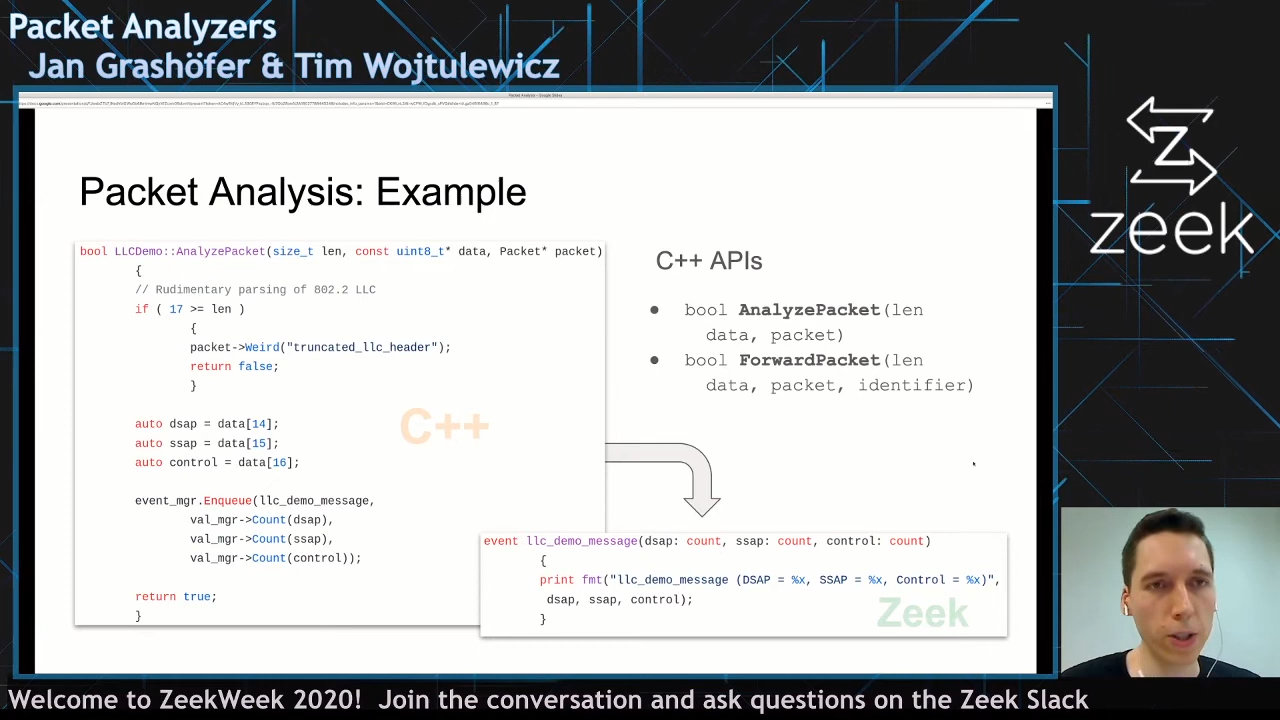 Packet Analyzers
Jan Grashöfer & Tim Wojtulewicz
Packet Analysis: Example
bool LLCDemo::AnalyzePacket(size_t len, const uint8_t* data, Packet* packet)
{
// Rudimentary parsing of 802.2 LLC
if ( 17 >= len )
{
packet->Weird("truncated_llc_header");
return false;
}
auto dsap = data[14];
auto ssap = data[15];
auto control = data[16];
event_mgr.Enqueue(llc_demo_message,
val_mgr->Count(dsap),
val_mgr->Count(ssap),
val_mgr->Count(control));
return true;
}
C++
C++ APIs
● bool AnalyzePacket(len
data, packet)
● bool ForwardPacket(len
data, packet, identifier)
event llc_demo_message(dsap: count, ssap: count, control: count)
{
print fmt("llc_demo_message (DSAP = %x, SSAP = %x, Control = %x)",
dsap, ssap, control);
}
Zeek
Z
zeek
Welcome to ZeekWeek 2020! Join the conversation and ask questions on the Zeek Slack